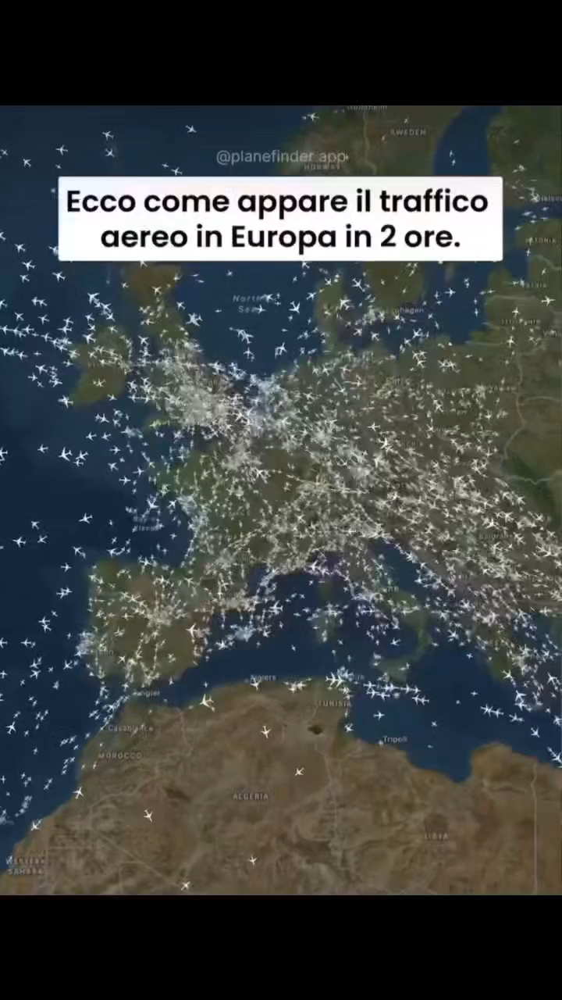 SWEDEN
@planefinder.app
NORWAY
Ecco come appare il traffico
aereo in Europa in 2 ore.
North
Sea
Algiers
TUNISIA
Casablanca
Tripoli
MOROCCO
ALGERIA
LIBYA
WESTERN
SAHARA